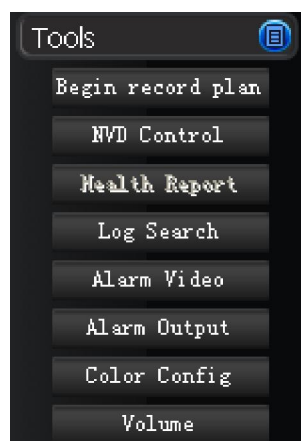 Tools
Begin record plan
NVD Control
Health Report
Log Search
Alarm Video
Alarm Output
Color Config
Volume